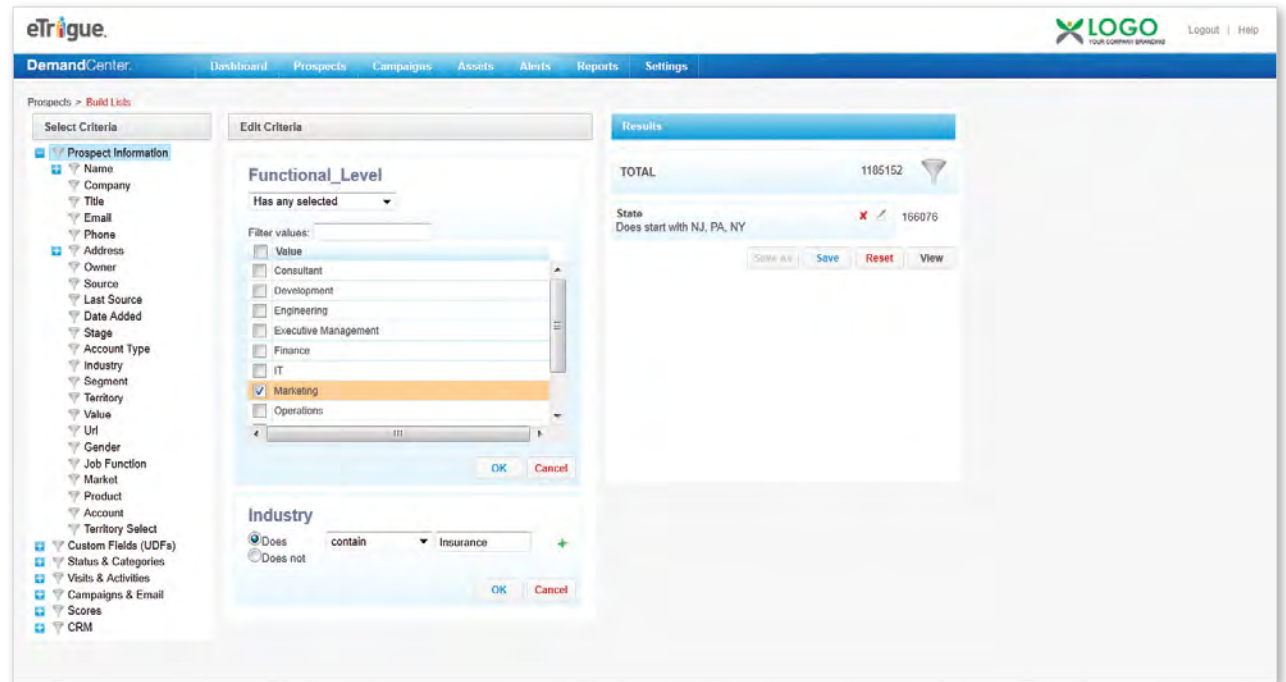 eTrigue.
LOGO
YOUR COMPANY BRANDING
Logout | Help
DemandCenter.
Dashboard Prospects Campaigns Assets Alerts Reports Settings
Prospects > Build Lists
Select Criteria
Prospect Information
Name
Company
Title
Email
Phone
Address
Owner
Source
Last Source
Date Added
Stage
Account Type
Industry
Segment
Territory
Value
Url
Gender
Job Function
Market
Product
Account
Territory Select
Custom Fields (UDFs)
Status & Categories
Visits & Activities
Campaigns & Email
Scores
CRM
Edit Criteria
Functional_Level
Has any selected
Filter values:
Value
Consultant
Development
Engineering
Executive Management
Finance
IT
Marketing
Operations
OK Cancel
Industry
Does contain Insurance
Does not
OK Cancel
Results
TOTAL 1185152
State 166076
Does start with NJ, PA, NY
Save As Save Reset View